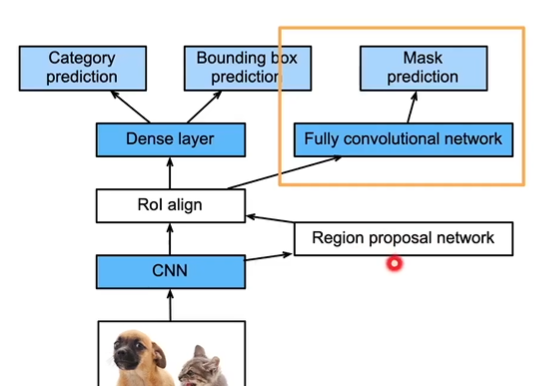 Category
prediction
Bounding box
prediction
Mask
prediction
Dense layer
Fully convolutional network
RoI align
Region proposal network
CNN